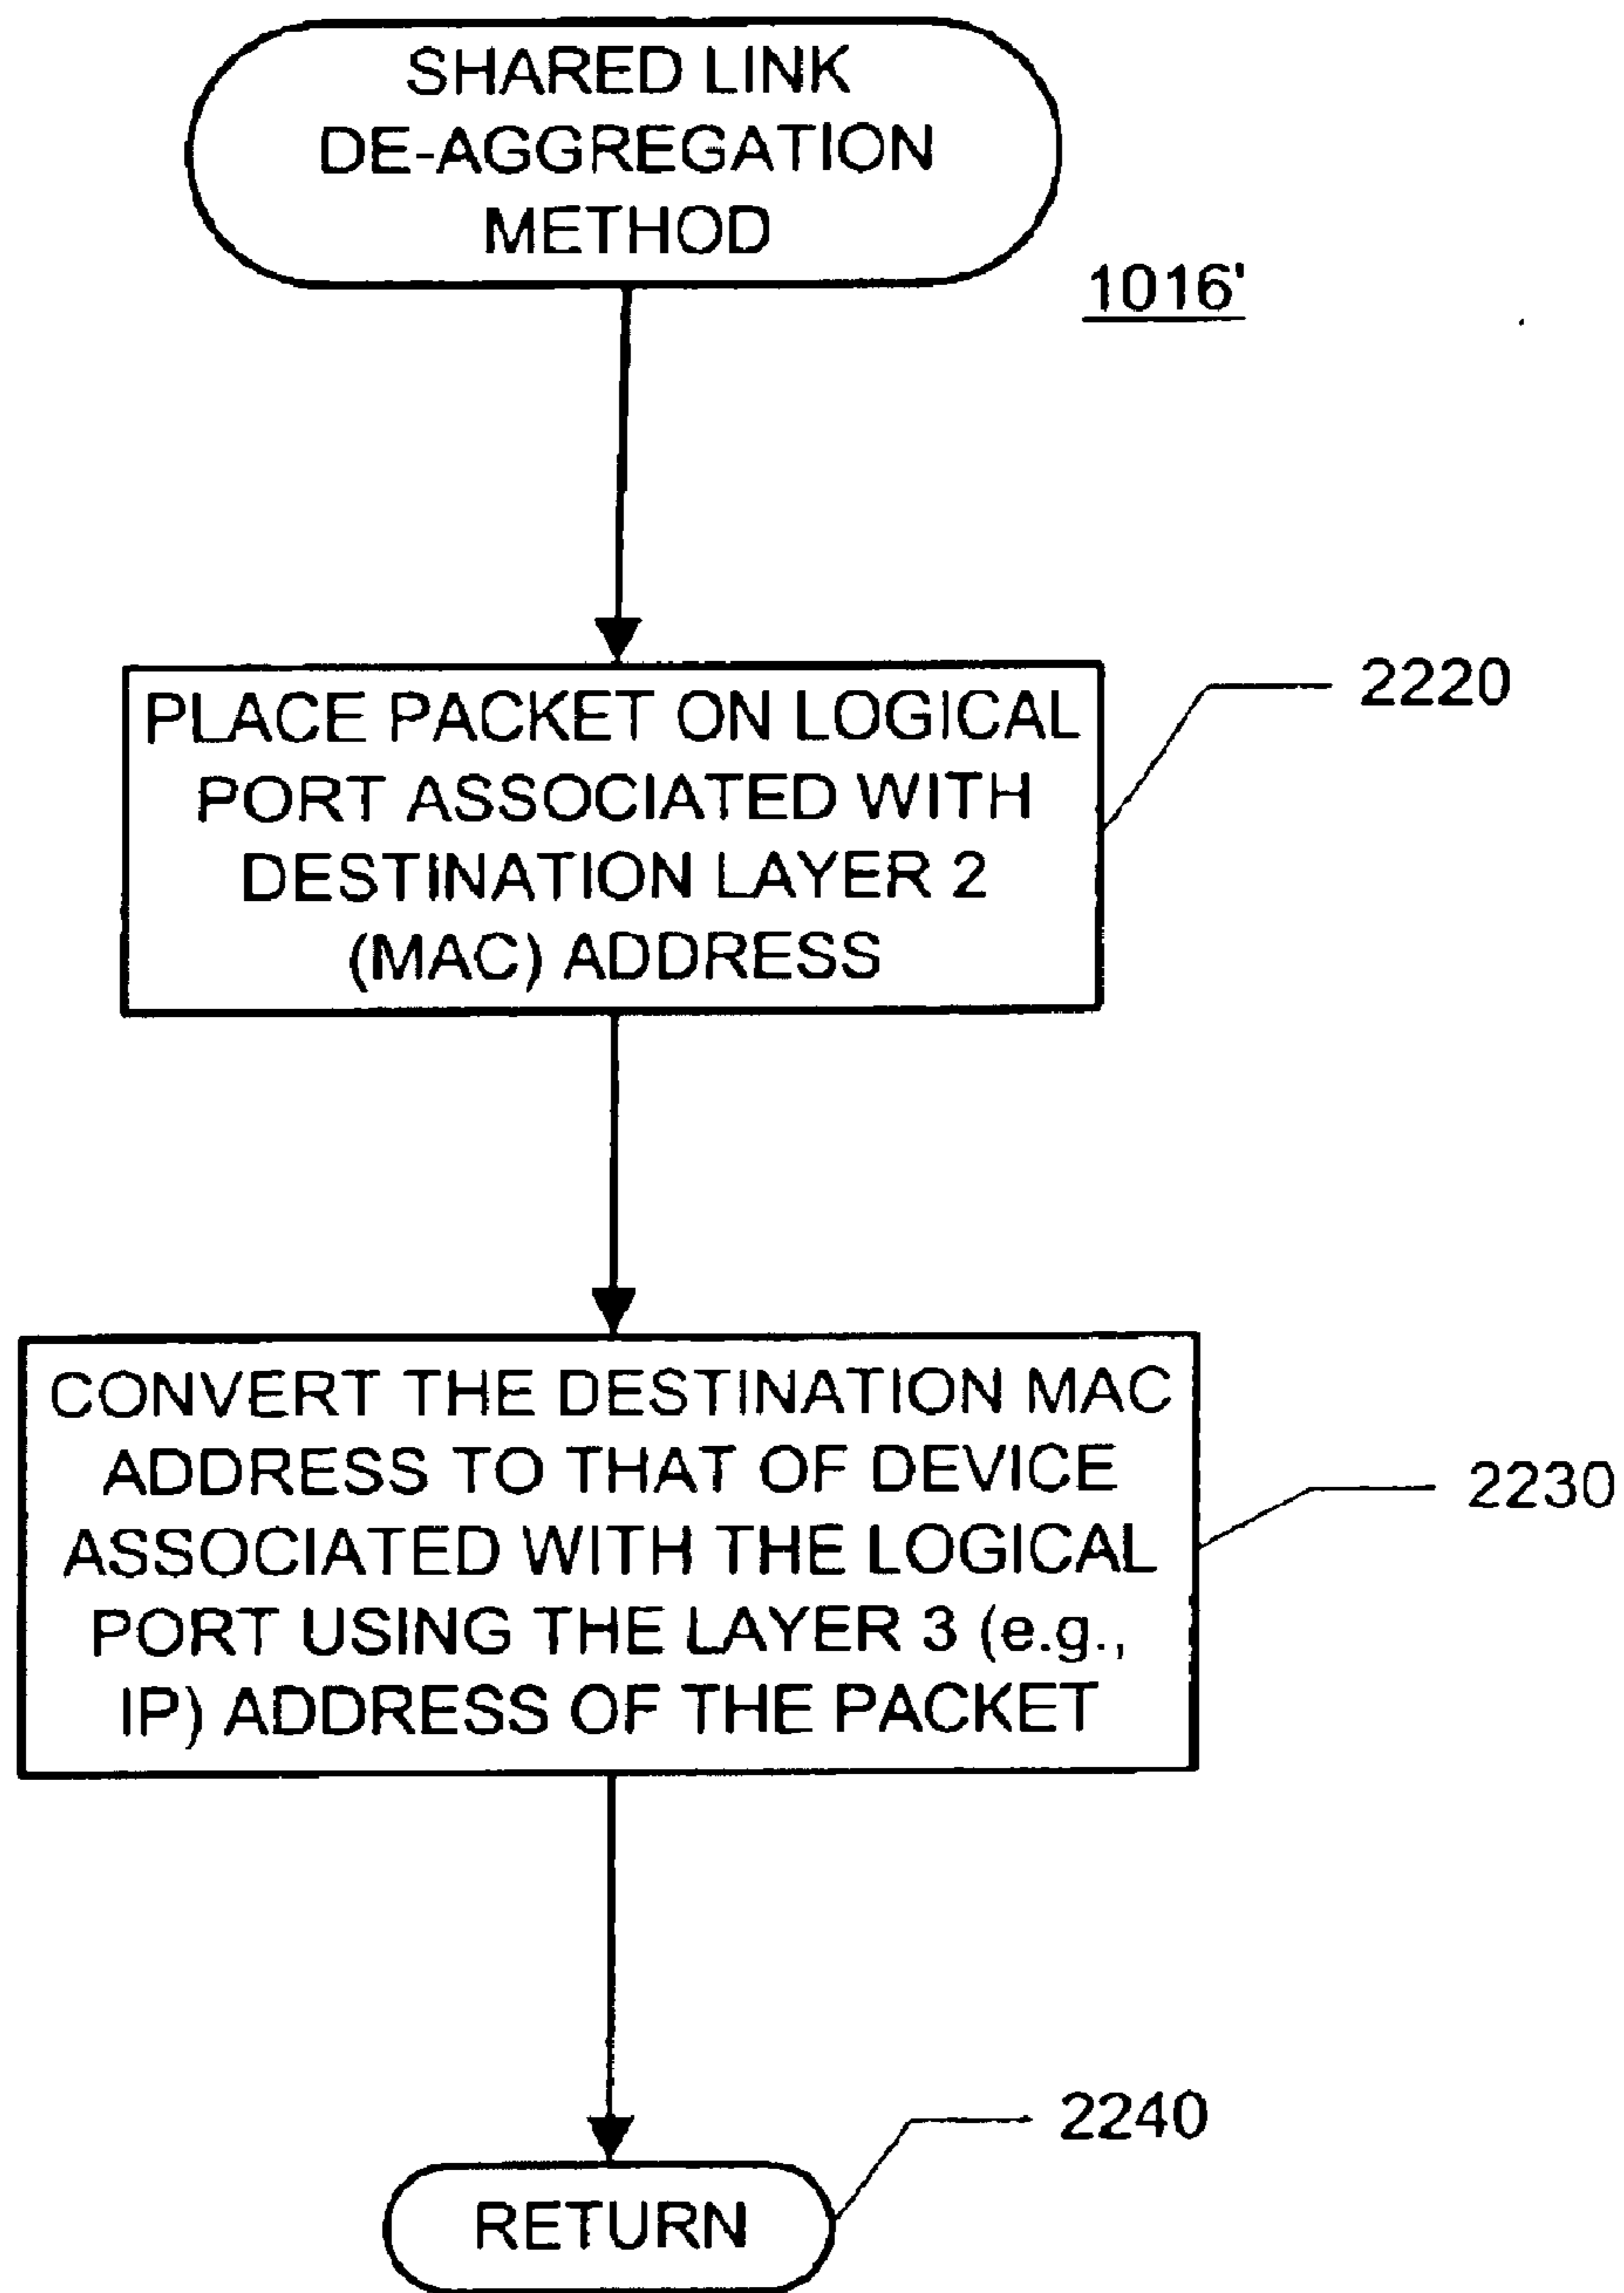 SHARED LINK
DE-AGGREGATION
METHOD
1016'
PLACE PACKET ON LOGICAL
PORT ASSOCIATED WITH
DESTINATION LAYER 2
(MAC) ADDRESS
2220
CONVERT THE DESTINATION MAC
ADDRESS TO THAT OF DEVICE
ASSOCIATED WITH THE LOGICAL
PORT USING THE LAYER 3 (e.g.,
IP) ADDRESS OF THE PACKET
2230
RETURN
2240